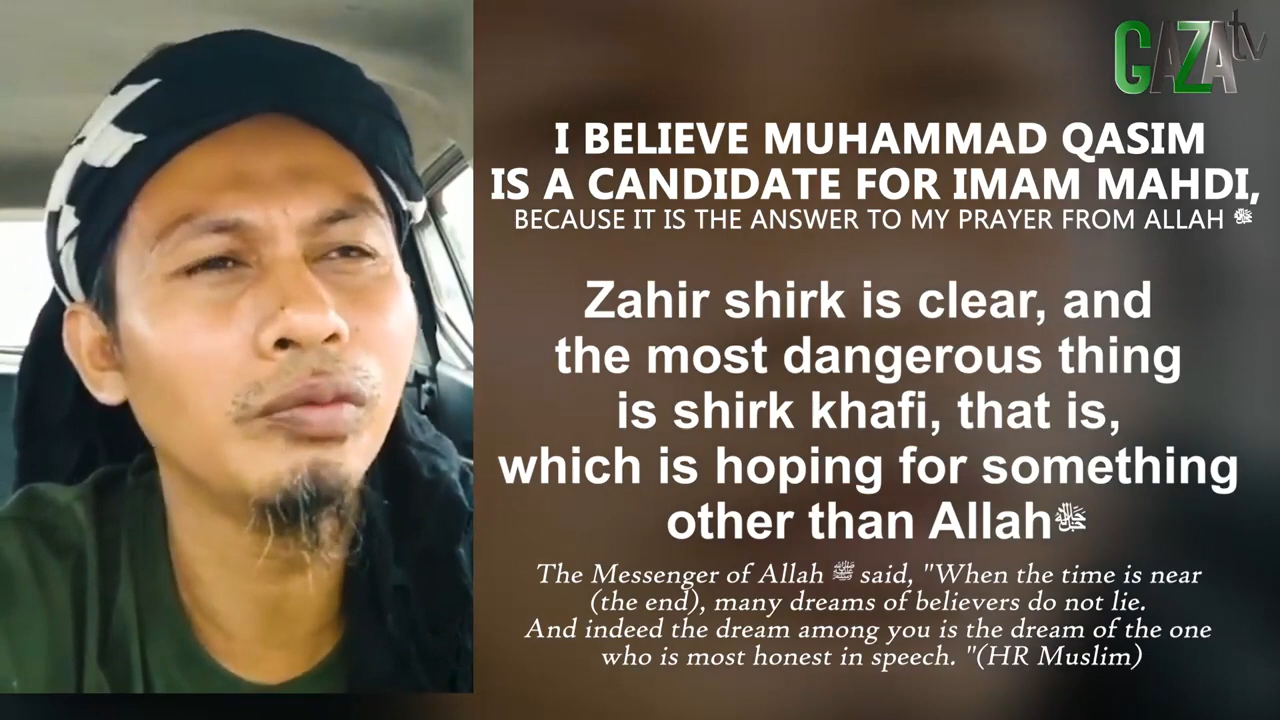 GAZA tv
I BELIEVE MUHAMMAD QASIM
IS A CANDIDATE FOR IMAM MAHDI,
BECAUSE IT IS THE ANSWER TO MY PRAYER FROM ALLAH ﷻ
Zahir shirk is clear, and
the most dangerous thing
is shirk khafi, that is,
which is hoping for something
other than Allahﷻ
The Messenger of Allah ﷺ said, "When the time is near
(the end), many dreams of believers do not lie.
And indeed the dream among you is the dream of the one
who is most honest in speech. "(HR Muslim)